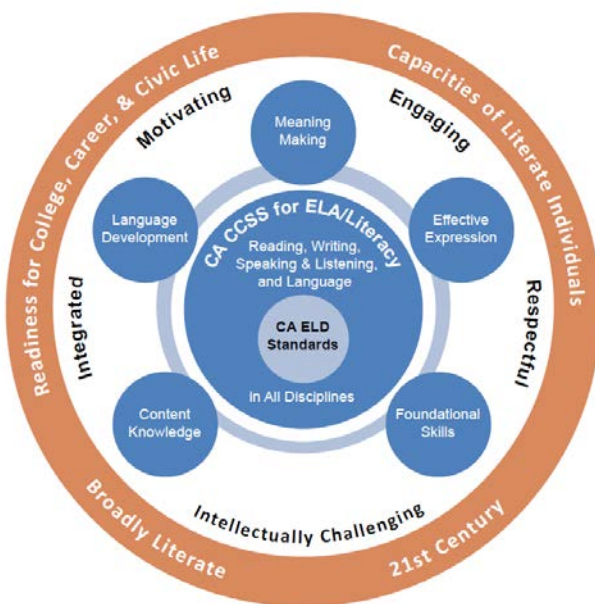 Readiness for College, Career, & Civic Life
Capacities of Literate Individuals
21st Century
Broadly Literate
Motivating
Engaging
Respectful
Intellectually Challenging
Integrated
Meaning
Making
Language
Development
Effective
Expression
Content
Knowledge
Foundational
Skills
CA CCSS for ELA/Literacy
Reading, Writing,
Speaking & Listening,
and Language
CA ELD
Standards
in All Disciplines